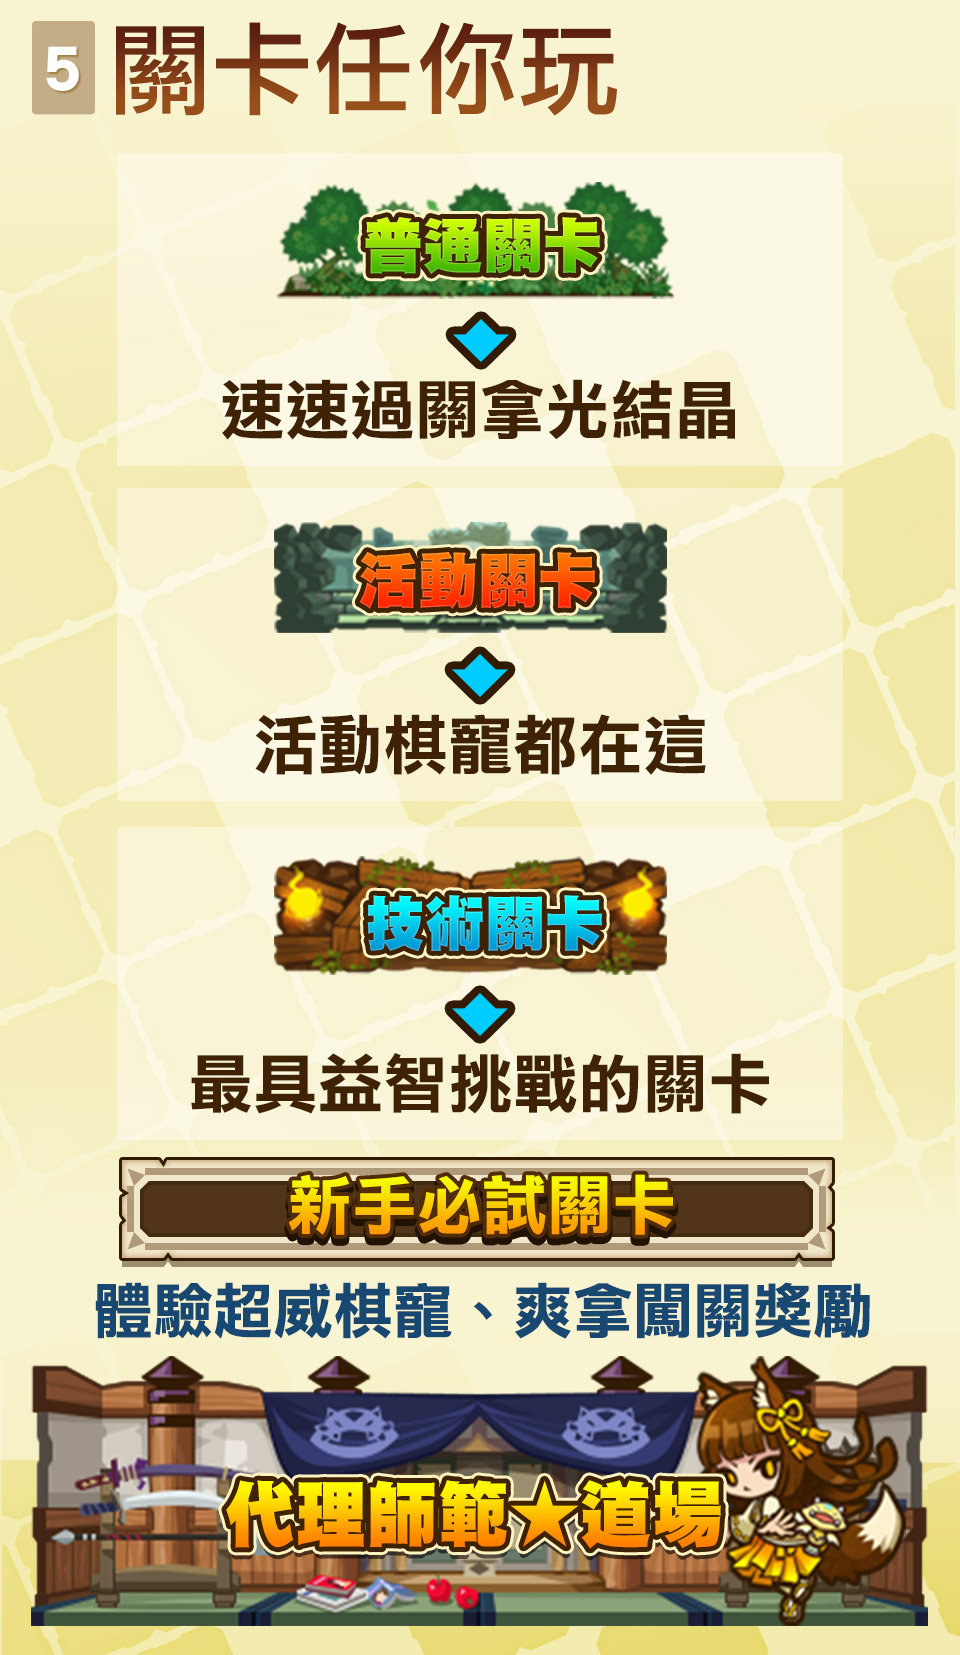 5 關卡任你玩
普通關卡
速速過關拿光結晶
活動關卡
活動棋寵都在這
技術關卡
最具益智挑戰的關卡
新手必試關卡
體驗超威棋寵、爽拿闖關獎勵
代理師範★道場